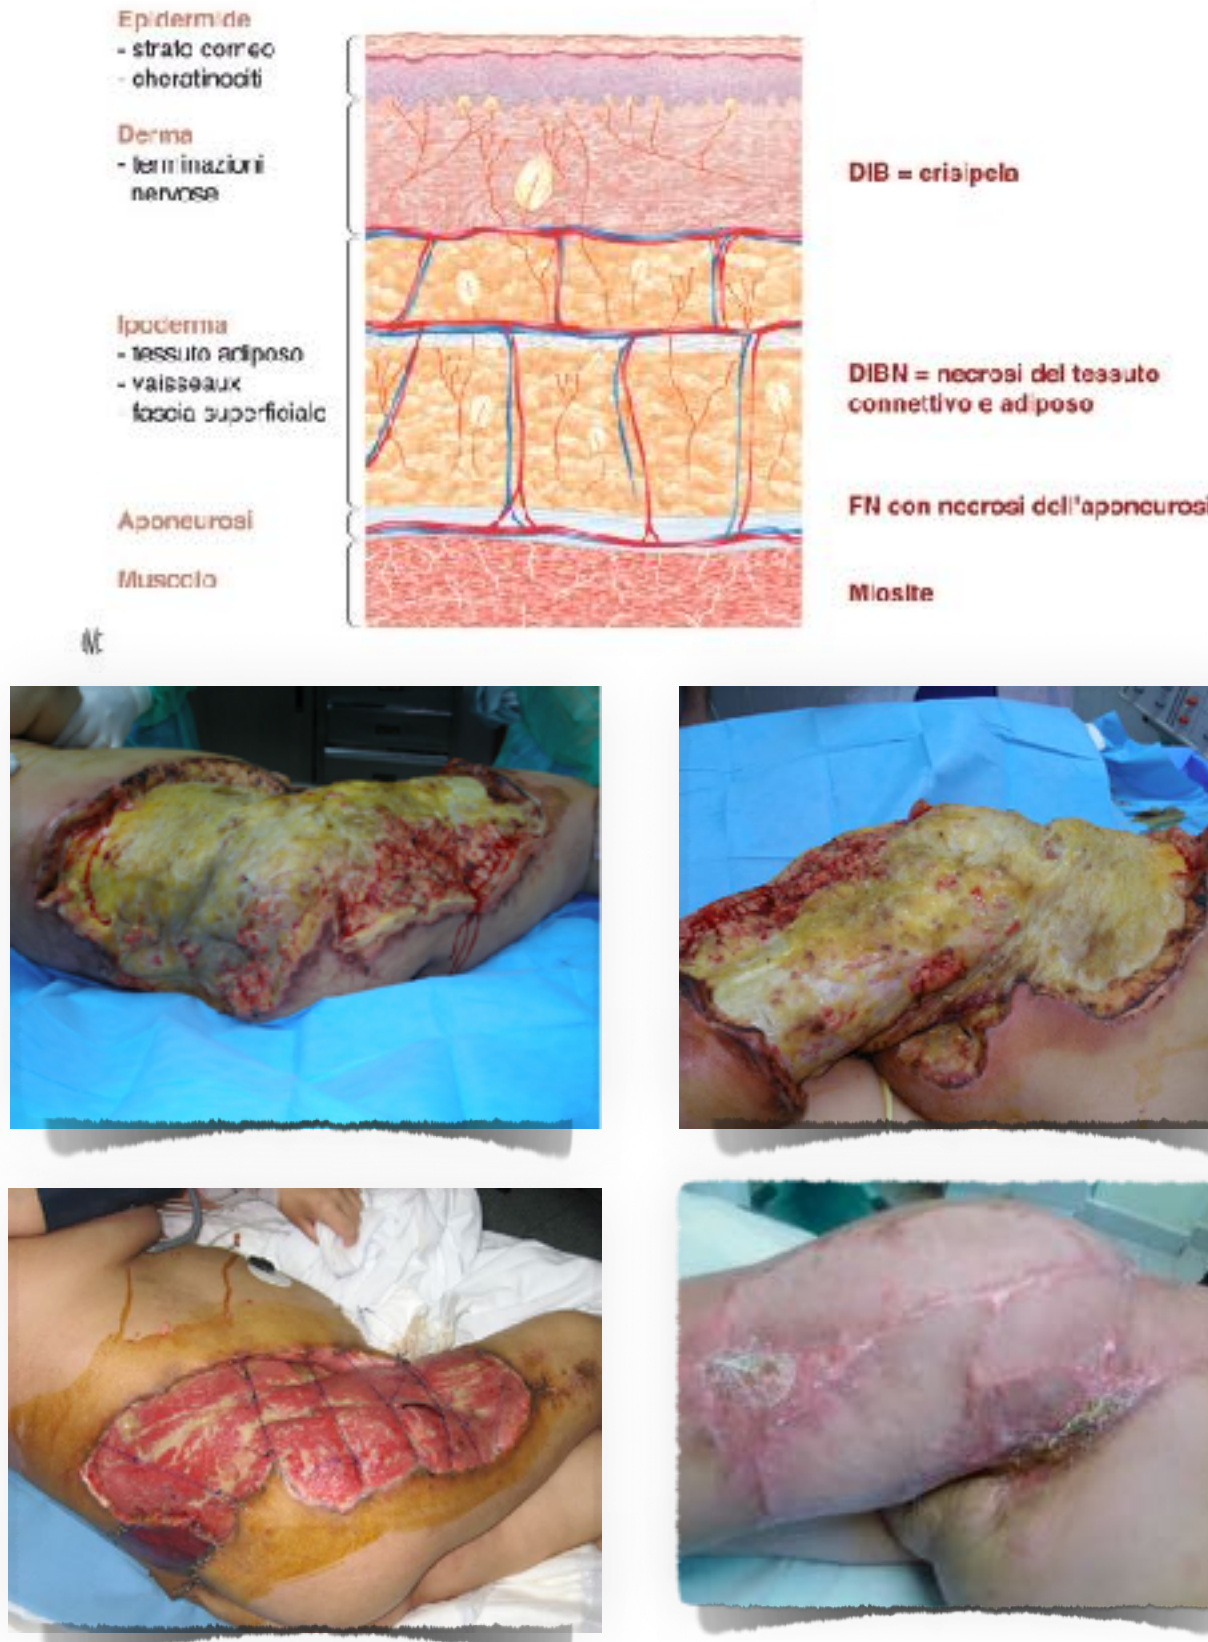 Epidermide
- strato corneo
- cheratinociti
Derma
- terminazioni
nervose
Ipoderma
- tessuto adiposo
- vaisseaux
- fascia superficiale
Aponeurosi
Muscolo
DIB = erisipela
DIBN = necrosi del tessuto
connettivo e adiposo
FN con necrosi dell'aponeurosi
Miosite